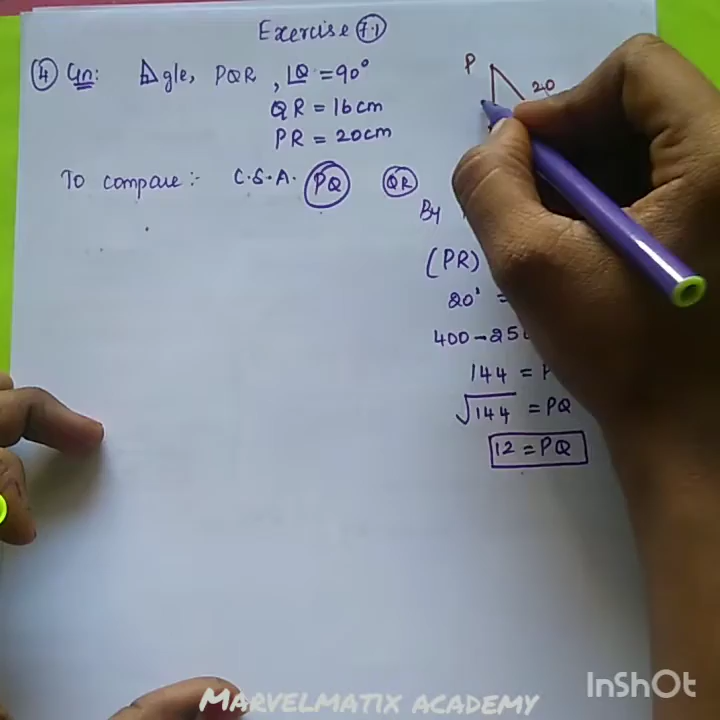 Exercise 7.1
④ Gn: △gle, PQR, ∠Q = 90°
QR = 16cm
PR = 20cm
To compare :- C.S.A. PQ QR
P
20
By
(PR)
20² =
400 - 25
144 = P
√144 = PQ
12 = PQ
MARVELMATIX ACADEMY
InShOt